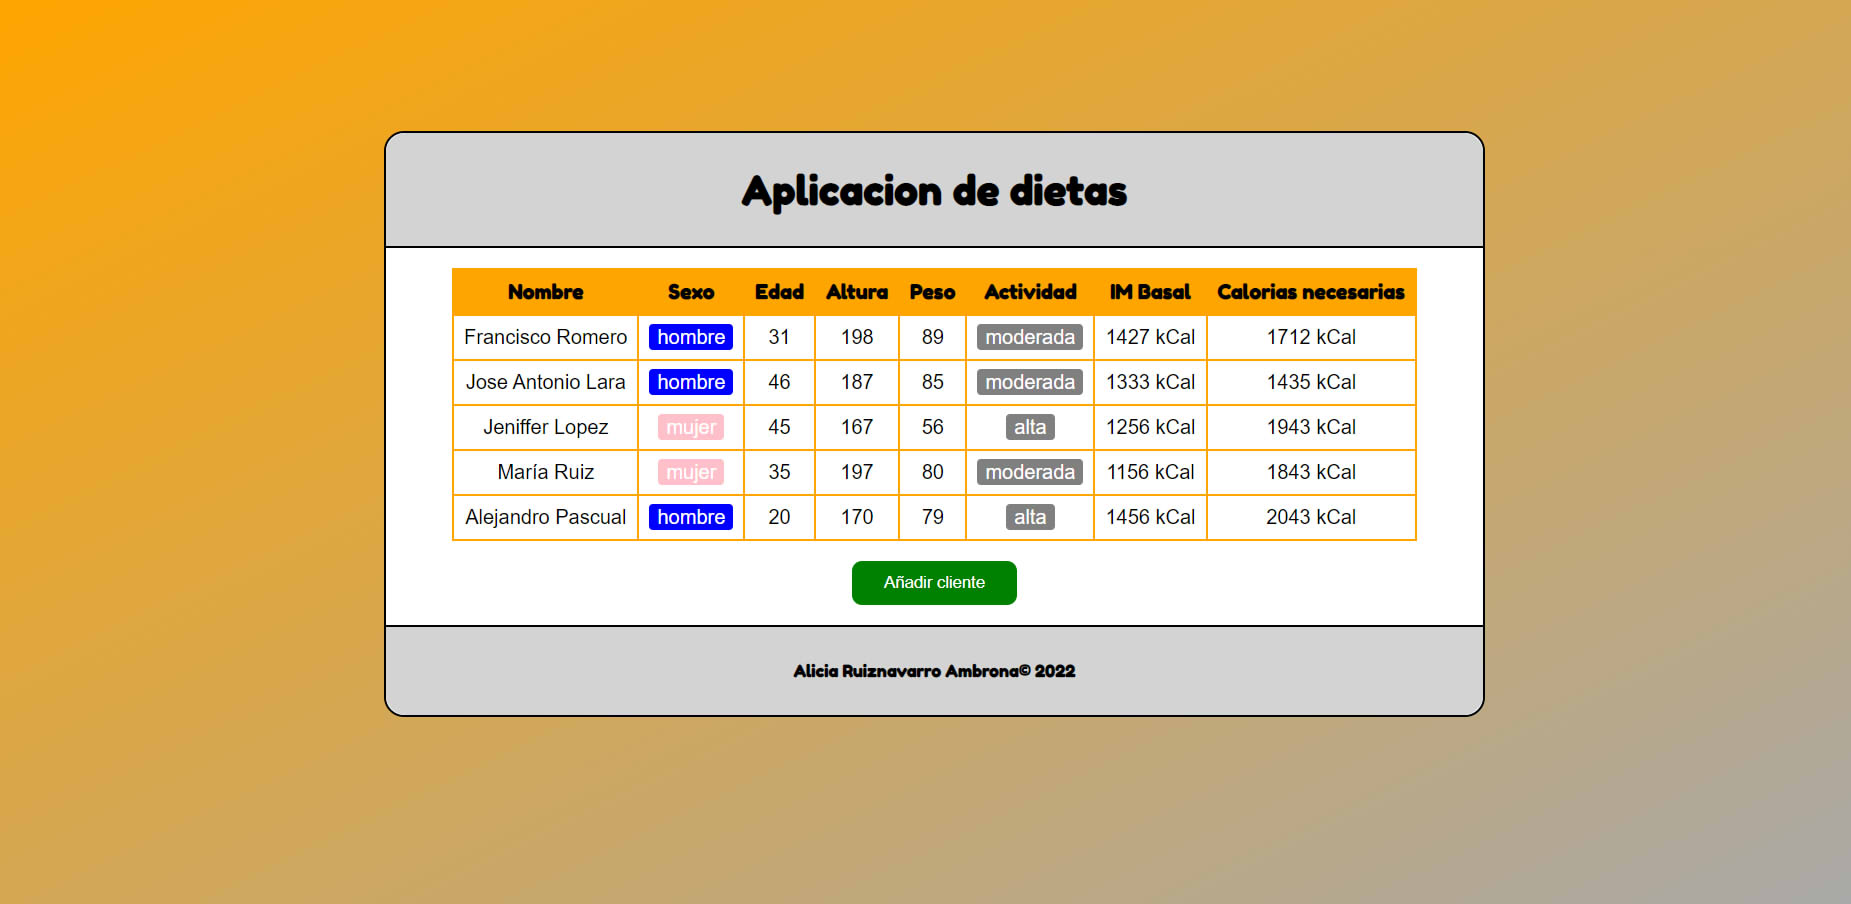 Aplicacion de dietas
Nombre Sexo Edad Altura Peso Actividad IM Basal Calorias necesarias
Francisco Romero hombre 31 198 89 moderada 1427 kCal 1712 kCal
Jose Antonio Lara hombre 46 187 85 moderada 1333 kCal 1435 kCal
Jeniffer Lopez mujer 45 167 56 alta 1256 kCal 1943 kCal
María Ruiz mujer 35 197 80 moderada 1156 kCal 1843 kCal
Alejandro Pascual hombre 20 170 79 alta 1456 kCal 2043 kCal
Añadir cliente
Alicia Ruiznavarro Ambrona© 2022